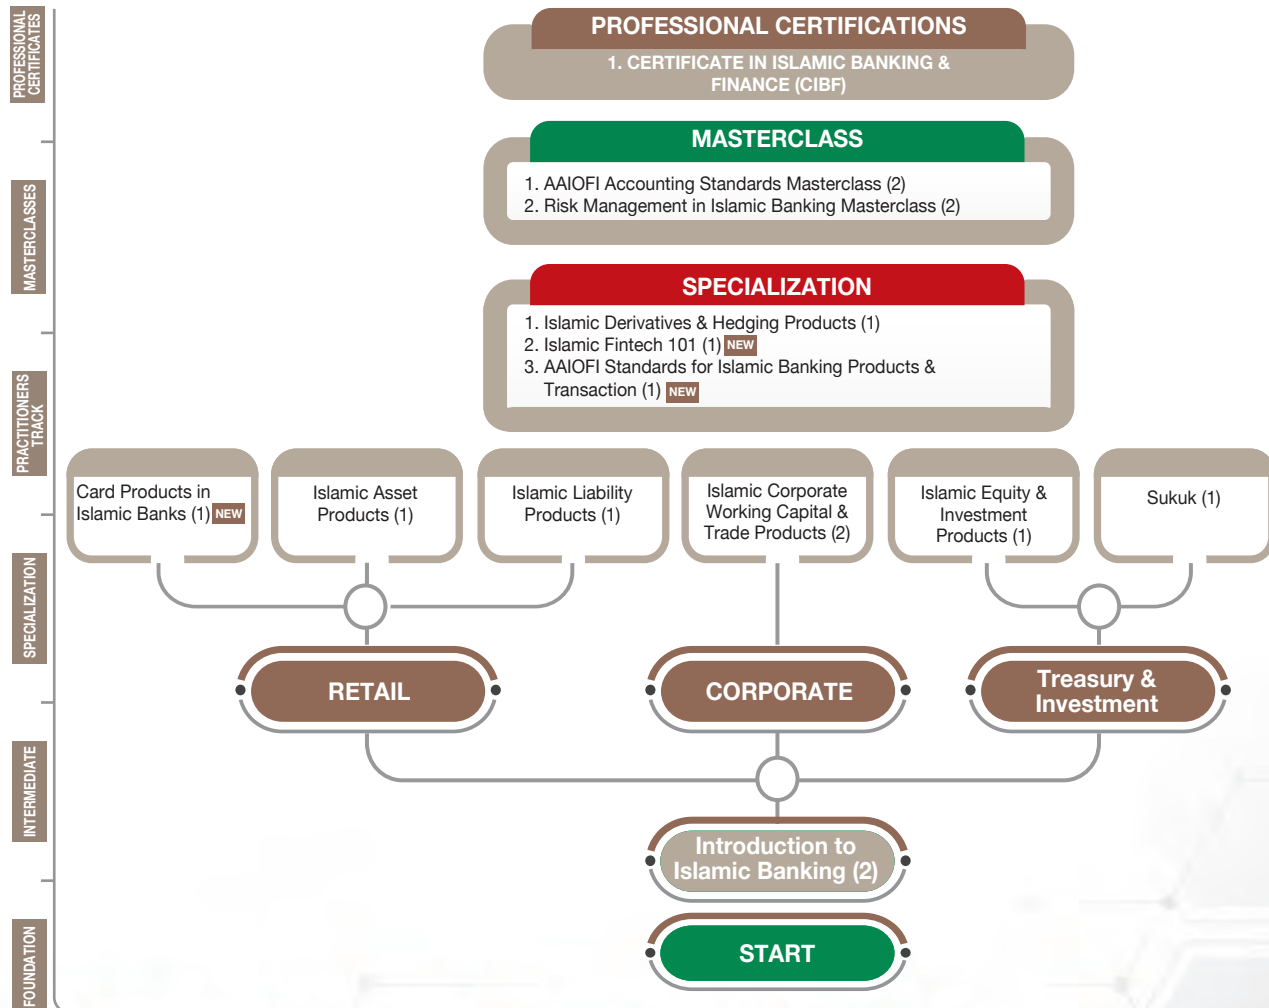 PROFESSIONAL
CERTIFICATES
PROFESSIONAL CERTIFICATIONS
1. CERTIFICATE IN ISLAMIC BANKING &
FINANCE (CIBF)
MASTERCLASSES
MASTERCLASS
1. AAIOFI Accounting Standards Masterclass (2)
2. Risk Management in Islamic Banking Masterclass (2)
SPECIALIZATION
1. Islamic Derivatives & Hedging Products (1)
2. Islamic Fintech 101 (1) NEW
3. AAIOFI Standards for Islamic Banking Products &
Transaction (1) NEW
PRACTITIONERS
TRACK
Card Products in
Islamic Banks (1) NEW
Islamic Asset
Products (1)
Islamic Liability
Products (1)
Islamic Corporate
Working Capital &
Trade Products (2)
Islamic Equity &
Investment
Products (1)
Sukuk (1)
SPECIALIZATION
RETAIL
CORPORATE
Treasury &
Investment
INTERMEDIATE
Introduction to
Islamic Banking (2)
FOUNDATION
START